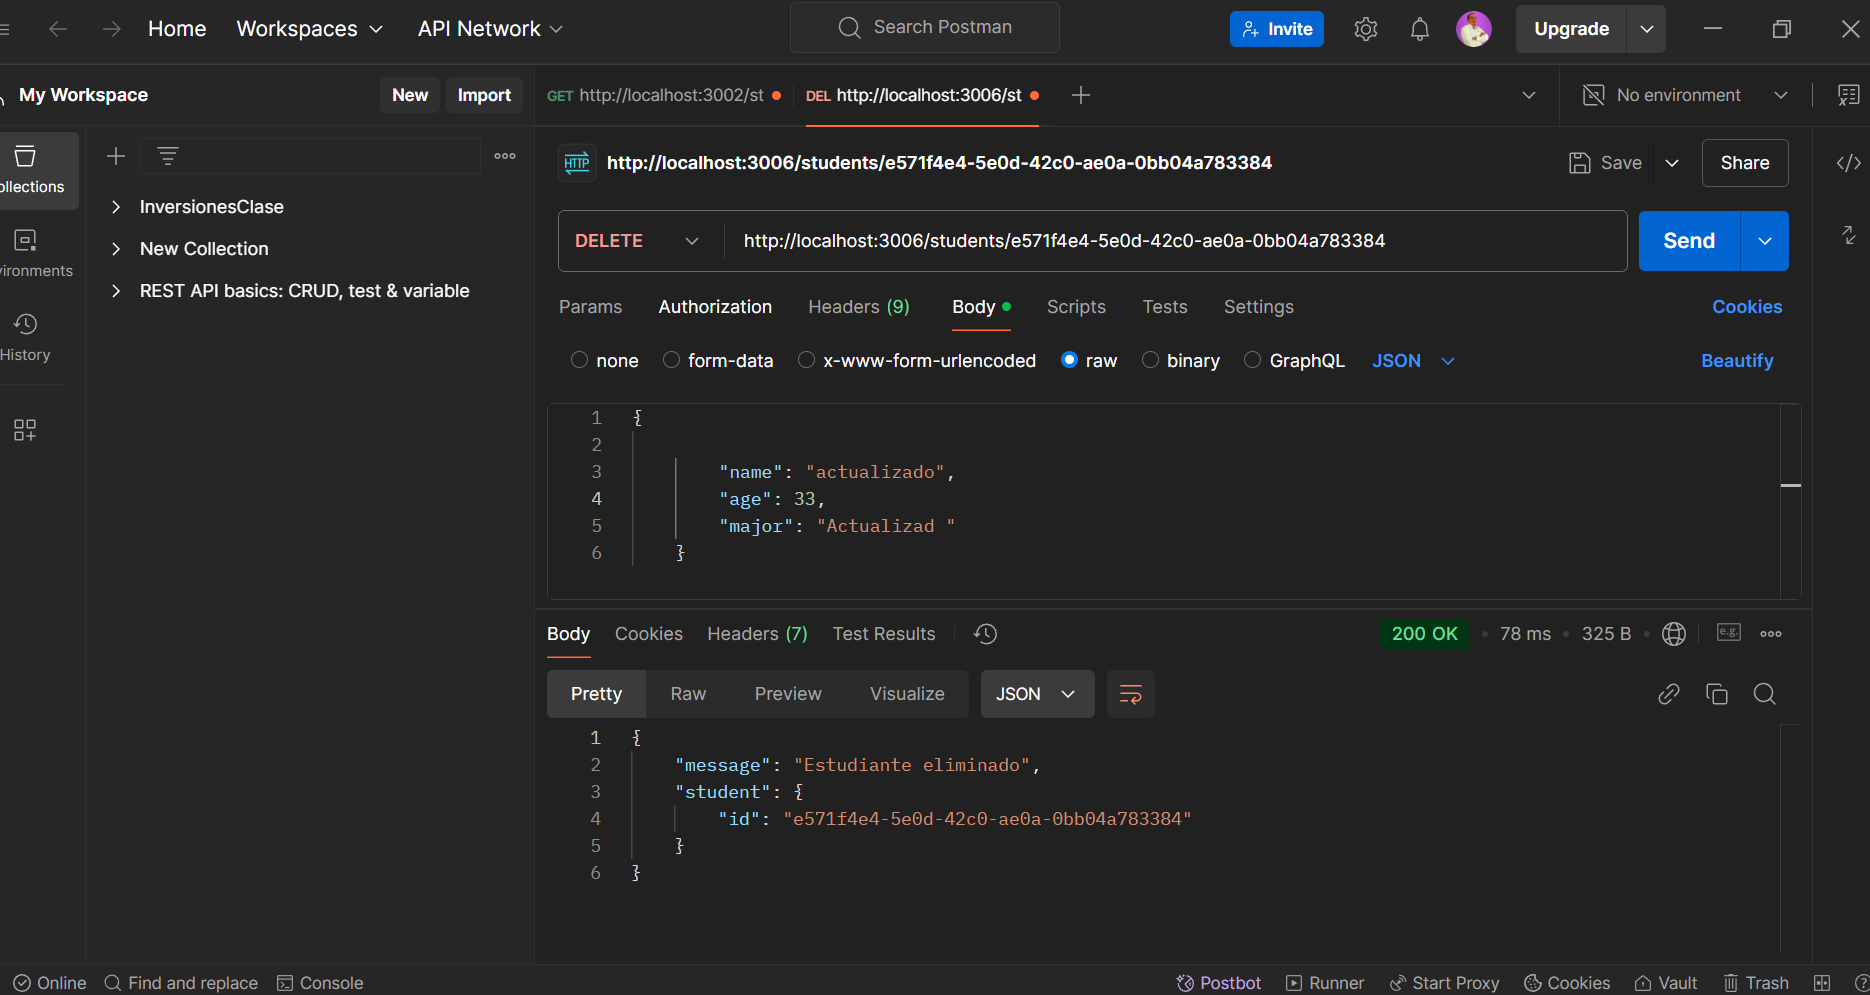 Home Workspaces API Network Search Postman Invite Upgrade
My Workspace New Import GET http://localhost:3002/st DEL http://localhost:3006/st No environment
ollections
InversionesClase
New Collection
REST API basics: CRUD, test & variable
vironments
History
HTTP http://localhost:3006/students/e571f4e4-5e0d-42c0-ae0a-0bb04a783384 Save Share
DELETE http://localhost:3006/students/e571f4e4-5e0d-42c0-ae0a-0bb04a783384 Send
Params Authorization Headers (9) Body Scripts Tests Settings Cookies
none form-data x-www-form-urlencoded raw binary GraphQL JSON Beautify
1 {
2
3 "name": "actualizado",
4 "age": 33,
5 "major": "Actualizad "
6 }
Body Cookies Headers (7) Test Results 200 OK 78 ms 325 B e.g.
Pretty Raw Preview Visualize JSON
1 {
2 "message": "Estudiante eliminado",
3 "student": {
4 "id": "e571f4e4-5e0d-42c0-ae0a-0bb04a783384"
5 }
6 }
Online Find and replace Console Postbot Runner Start Proxy Cookies Vault Trash